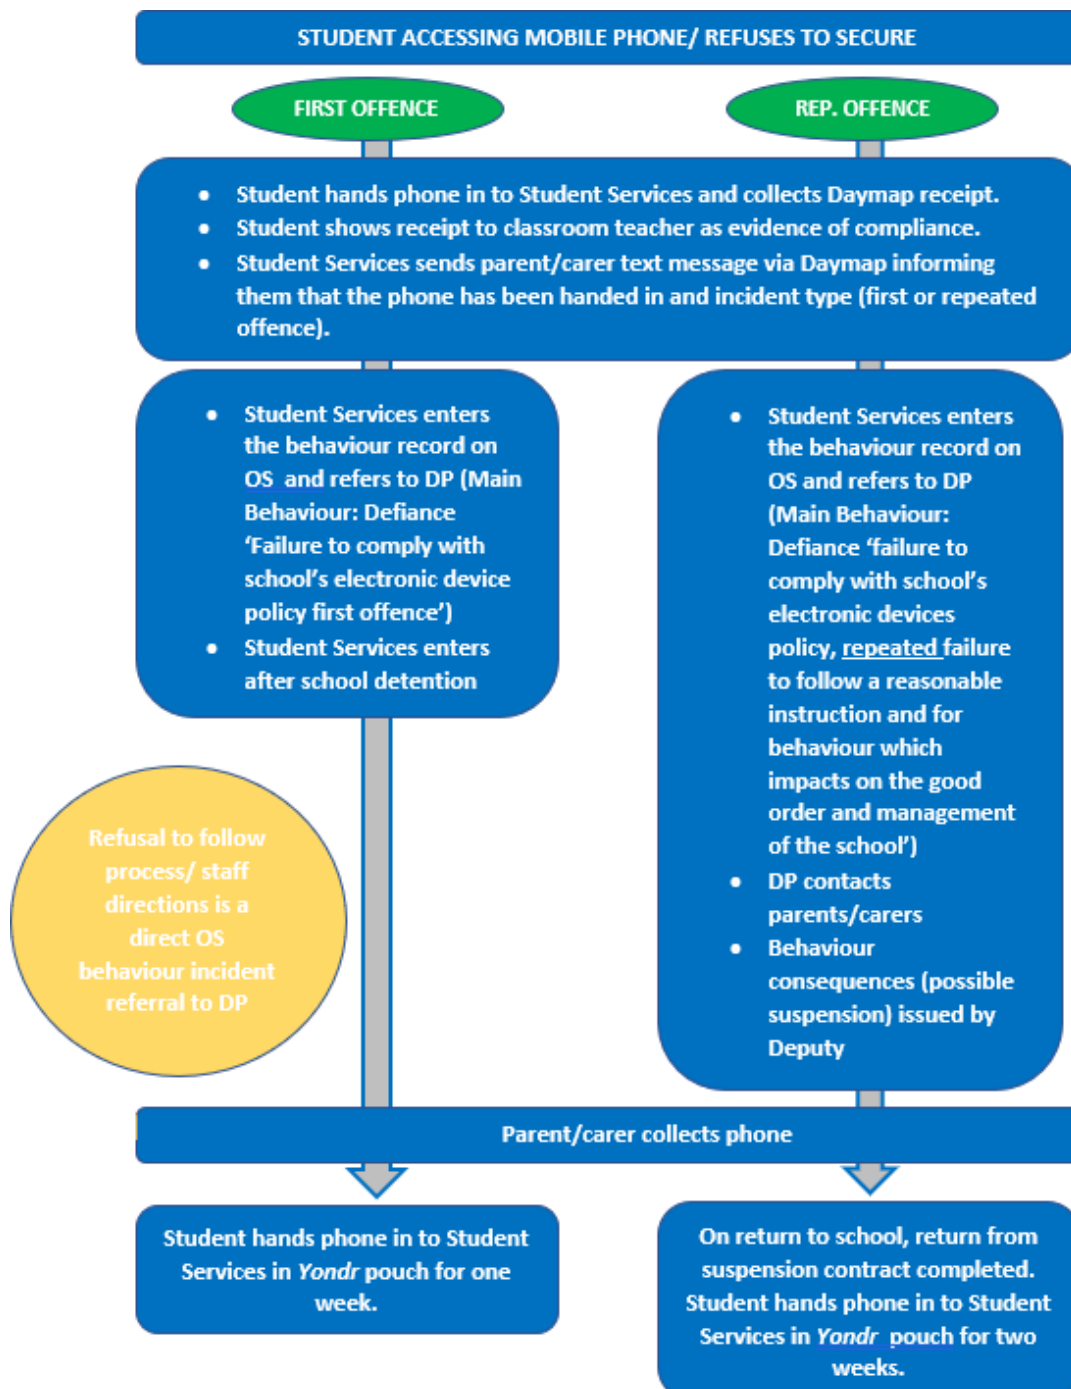 STUDENT ACCESSING MOBILE PHONE/ REFUSES TO SECURE
FIRST OFFENCE
REP. OFFENCE
• Student hands phone in to Student Services and collects Daymap receipt.
• Student shows receipt to classroom teacher as evidence of compliance.
• Student Services sends parent/carer text message via Daymap informing
them that the phone has been handed in and incident type (first or repeated
offence).
• Student Services enters
the behaviour record on
OS and refers to DP (Main
Behaviour: Defiance
‘Failure to comply with
school’s electronic device
policy first offence’)
• Student Services enters
after school detention
• Student Services enters
the behaviour record on
OS and refers to DP
(Main Behaviour:
Defiance ‘failure to
comply with school’s
electronic devices
policy, repeated failure
to follow a reasonable
instruction and for
behaviour which
impacts on the good
order and management
of the school’)
• DP contacts
parents/carers
• Behaviour
consequences (possible
suspension) issued by
Deputy
Refusal to follow
process/ staff
directions is a
direct OS
behaviour incident
referral to DP
Parent/carer collects phone
Student hands phone in to Student
Services in Yondr pouch for one
week.
On return to school, return from
suspension contract completed.
Student hands phone in to Student
Services in Yondr pouch for two
weeks.